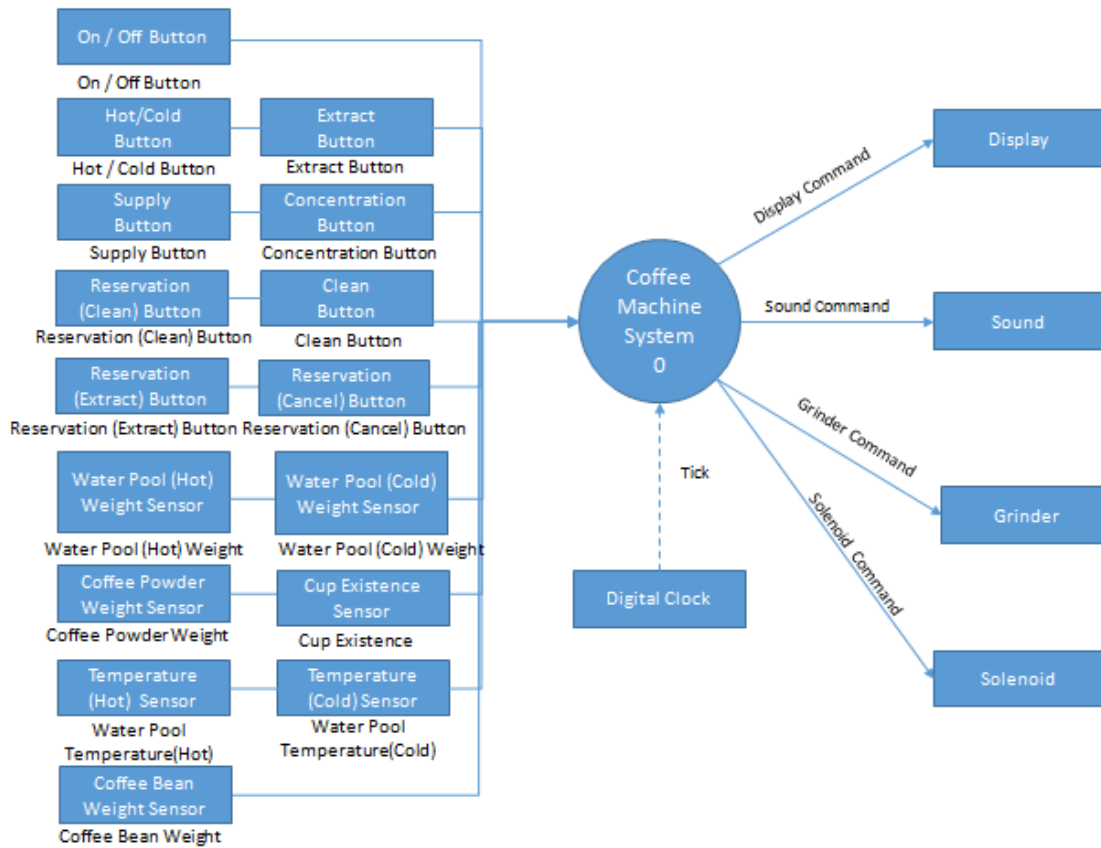 On / Off Button
On / Off Button
Hot/Cold
Button
Hot / Cold Button
Extract
Button
Extract Button
Supply
Button
Supply Button
Concentration
Button
Concentration Button
Reservation
(Clean) Button
Reservation (Clean) Button
Clean
Button
Clean Button
Reservation
(Extract) Button
Reservation (Extract) Button
Reservation
(Cancel) Button
Reservation (Cancel) Button
Water Pool (Hot)
Weight Sensor
Water Pool (Hot) Weight
Water Pool (Cold)
Weight Sensor
Water Pool (Cold) Weight
Coffee Powder
Weight Sensor
Coffee Powder Weight
Cup Existence
Sensor
Cup Existence
Temperature
(Hot) Sensor
Water Pool
Temperature(Hot)
Temperature
(Cold) Sensor
Water Pool
Temperature(Cold)
Coffee Bean
Weight Sensor
Coffee Bean Weight
Coffee
Machine
System
0
Tick
Digital Clock
Display Command
Display
Sound Command
Sound
Grinder Command
Grinder
Solenoid Command
Solenoid